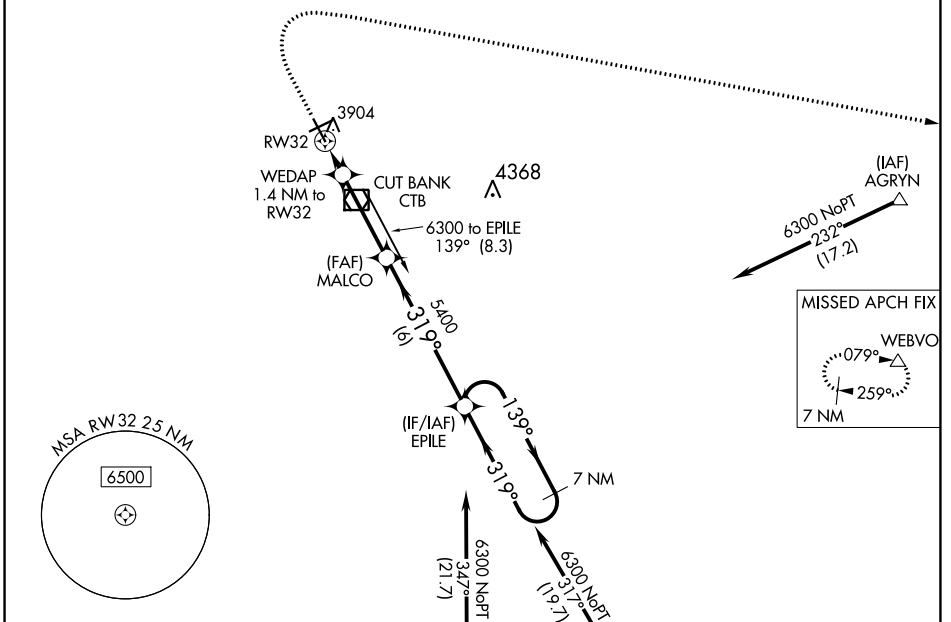 3904
RW32
WEDAP
1.4 NM to
RW32
CUT BANK
CTB
4368
6300 to EPILE
139° (8.3)
(FAF)
MALCO
5400
319°
(6)
(IAF)
AGRYN
6300 NoPT
232°
(17.2)
MISSED APCH FIX
WEBVO
079°
259°
7 NM
(IF/IAF)
EPILE
139°
319°
7 NM
MSA RW32 25 NM
6500
6300 NoPT
347°
(21.7)
6300 NoPT
317°
(19.7)